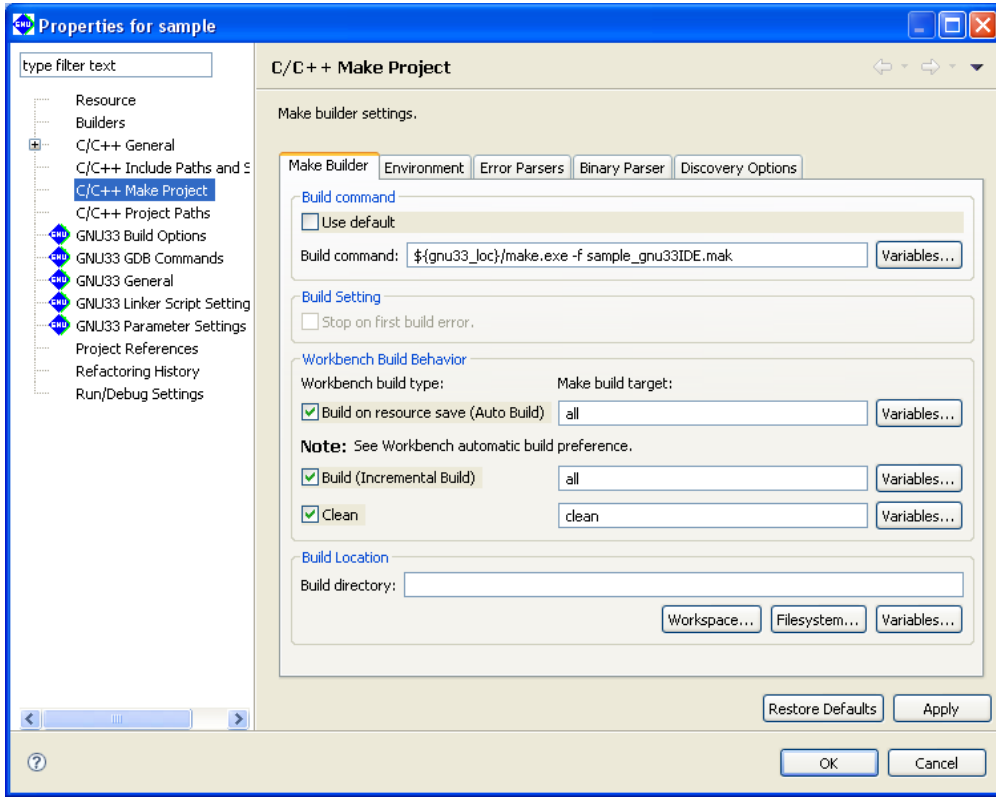 Properties for sample
type filter text
Resource
Builders
C/C++ General
C/C++ Include Paths and S
C/C++ Make Project
C/C++ Project Paths
GNU33 Build Options
GNU33 GDB Commands
GNU33 General
GNU33 Linker Script Setting
GNU33 Parameter Settings
Project References
Refactoring History
Run/Debug Settings
C/C++ Make Project
Make builder settings.
Make Builder Environment Error Parsers Binary Parser Discovery Options
Build command
Use default
Build command: ${gnu33_loc}/make.exe -f sample_gnu33IDE.mak Variables...
Build Setting
Stop on first build error.
Workbench Build Behavior
Workbench build type: Make build target:
Build on resource save (Auto Build) all Variables...
Note: See Workbench automatic build preference.
Build (Incremental Build) all Variables...
Clean clean Variables...
Build Location
Build directory:
Workspace... Filesystem... Variables...
Restore Defaults Apply
OK Cancel